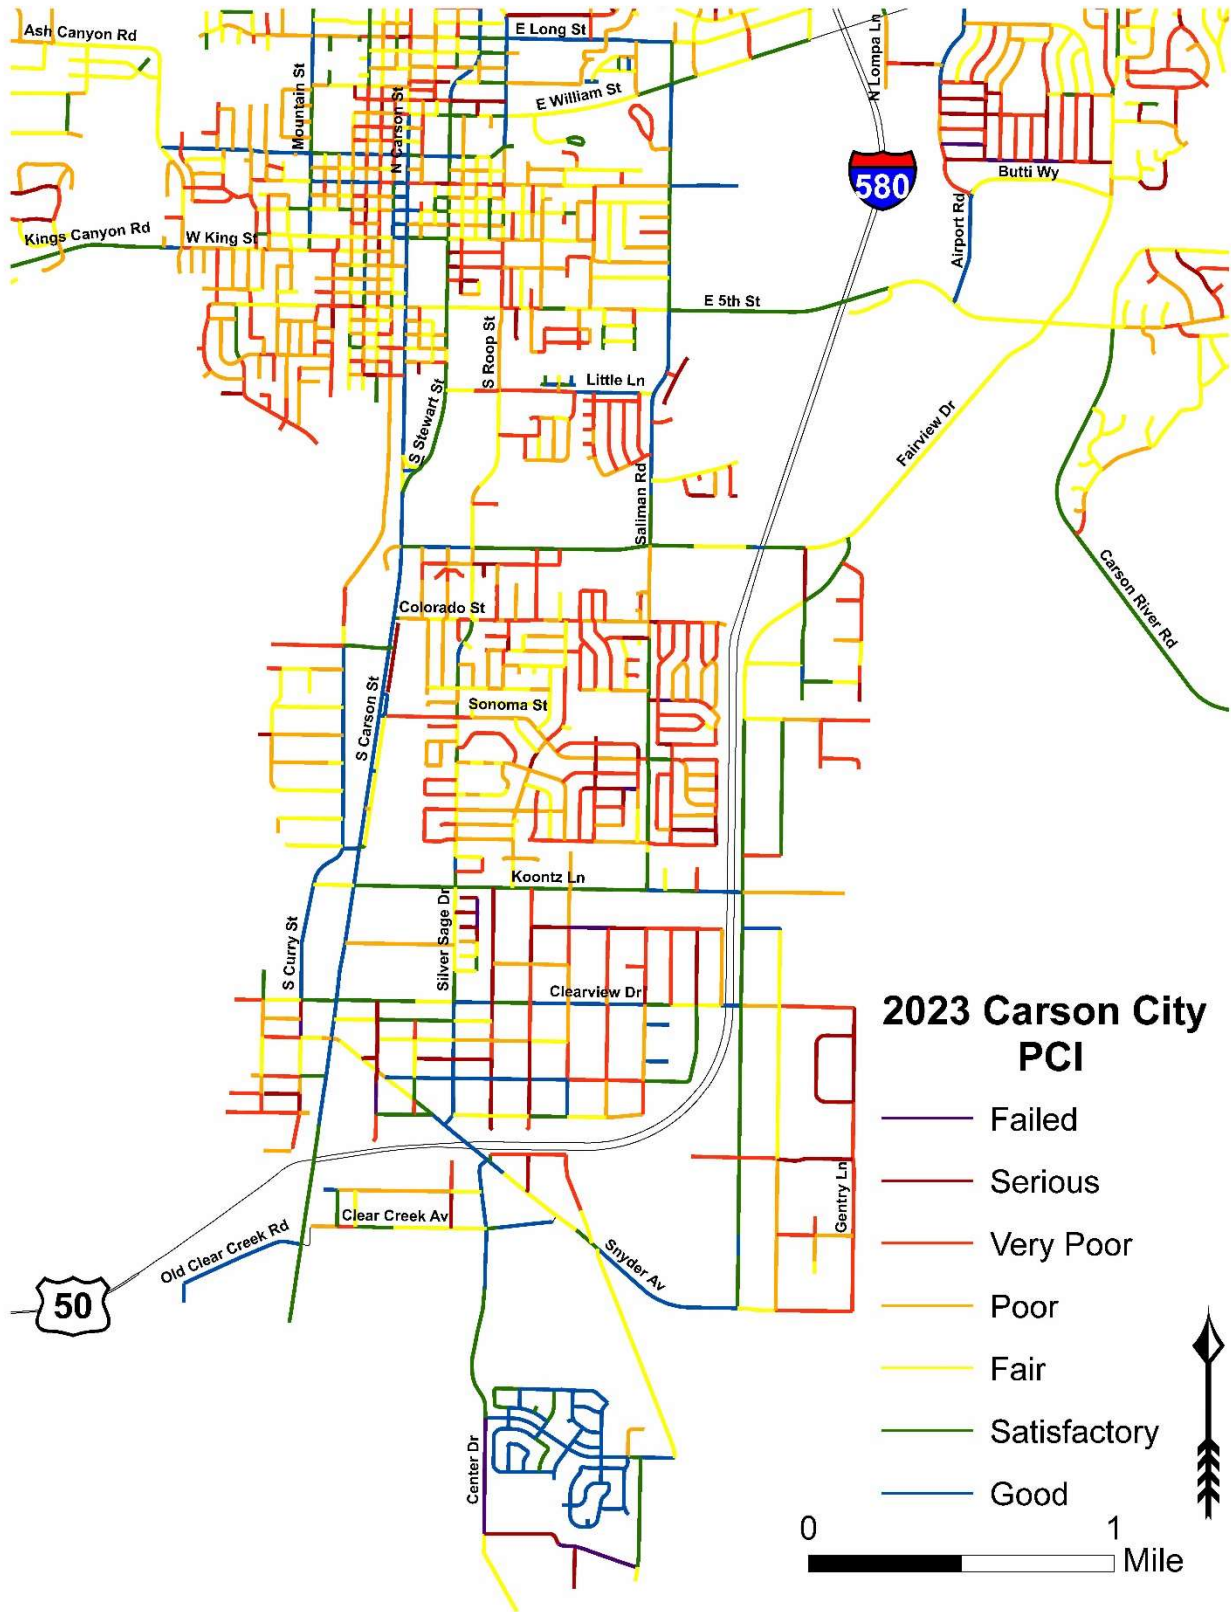 Ash Canyon Rd
E Long St
Mountain St
N Carson St
E William St
N Lompa Ln
580
Butti Wy
Airport Rd
Kings Canyon Rd
W King St
E 5th St
S Roop St
Little Ln
S Stewart St
Saliman Rd
Fairview Dr
Carson River Rd
Colorado St
S Carson St
Sonoma St
Koontz Ln
Silver Sage Dr
S Curry St
Clearview Dr
2023 Carson City
PCI
Failed
Serious
Very Poor
Poor
Fair
Satisfactory
Good
Gentry Ln
Clear Creek Av
Old Clear Creek Rd
Snyder Av
50
Center Dr
0 1
Mile